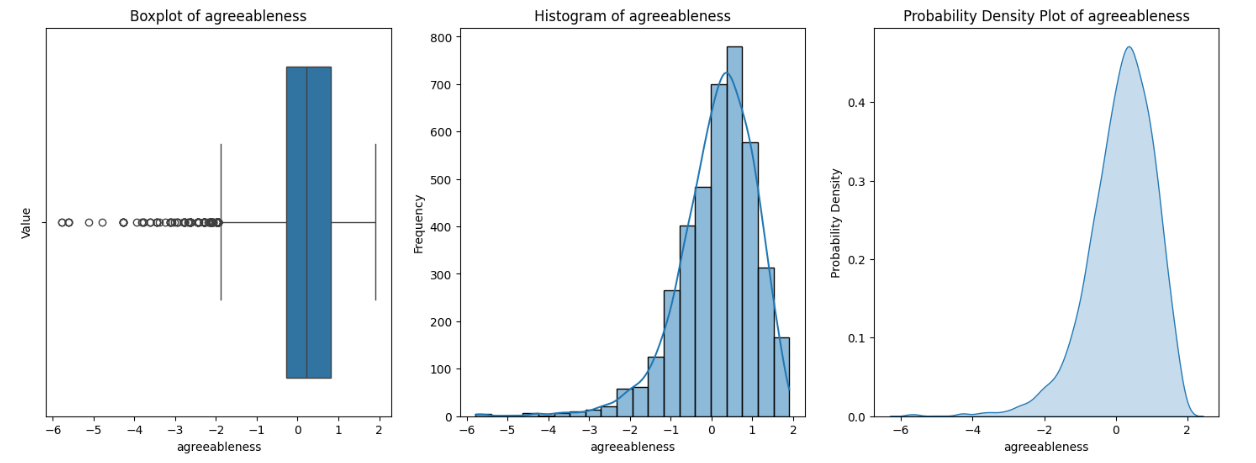 Boxplot of agreeableness
Value
−6 −5 −4 −3 −2 −1 0 1 2
agreeableness
Histogram of agreeableness
Frequency
800
700
600
500
400
300
200
100
0
−6 −5 −4 −3 −2 −1 0 1 2
agreeableness
Probability Density Plot of agreeableness
Probability Density
0.4
0.3
0.2
0.1
0.0
−6 −4 −2 0 2
agreeableness